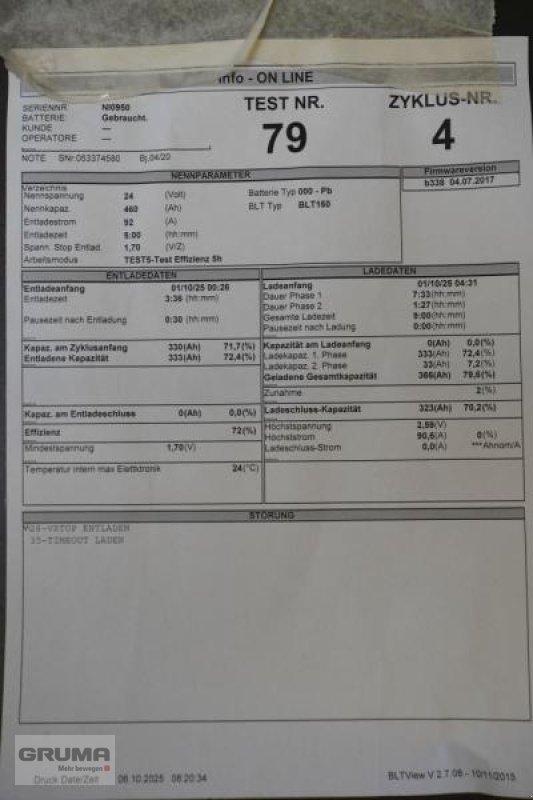 Info - ON LINE
SERIENNR. NI0950
BATTERIE: Gebraucht.
KUNDE ---
OPERATORE ---
TEST NR.
79
ZYKLUS-NR.
4
NOTE SNr.063374580 Bj.04/20
NENNPARAMETER
Firmwareversion
b338 04.07.2017
Verzeichnis
Nennspannung 24 (Volt) Batterie Typ 000 - Pb
Nennkapaz. 460 (Ah) BLT Typ BLT160
Entladestrom 92 (A)
Entladezeit 5:00 (hh:mm)
Spann. Stop Entlad. 1,70 (V/Z)
Arbeitsmodus TEST5-Test Effizienz 5h
ENTLADEDATEN
Entladeanfang 01/10/25 00:26
Entladezeit 3:36 (hh:mm)
Pausezeit nach Entladung 0:30 (hh:mm)
Kapaz. am Zyklusanfang 330(Ah) 71,7(%)
Entladene Kapazität 333(Ah) 72,4(%)
Kapaz. am Entladeschluss 0(Ah) 0,0(%)
Effizienz 72(%)
Mindestspannung 1,70(V)
Temperatur intern max Elettdronik 24(°C)
LADEDATEN
Ladeanfang 01/10/25 04:31
Dauer Phase 1 7:33(hh:mm)
Dauer Phase 2 1:27(hh:mm)
Gesamte Ladezeit 9:00(hh:mm)
Pausezeit nach Ladung 0:00(hh:mm)
Kapazität am Ladeanfang 0(Ah) 0,0(%)
Ladekapaz. 1. Phase 333(Ah) 72,4(%)
Ladekapaz. 2. Phase 33(Ah) 7,2(%)
Geladene Gesamtkapazität 366(Ah) 79,6(%)
Zunahme 2(%)
Ladeschluss-Kapazität 323(Ah) 70,2(%)
Höchstspannung 2,59(V)
Höchststrom 90,6(A) 0(%)
Ladeschluss-Strom 0,0(A) ***Ahnom/A
STÖRUNG
28-VZTOP ENTLADEN
35-TIMEOUT LADEN
GRUMA
Mehr bewegen
Druck Date/Zeit 06.10.2025 06:20:34
BLTView V 2.7.06 - 10/11/2015